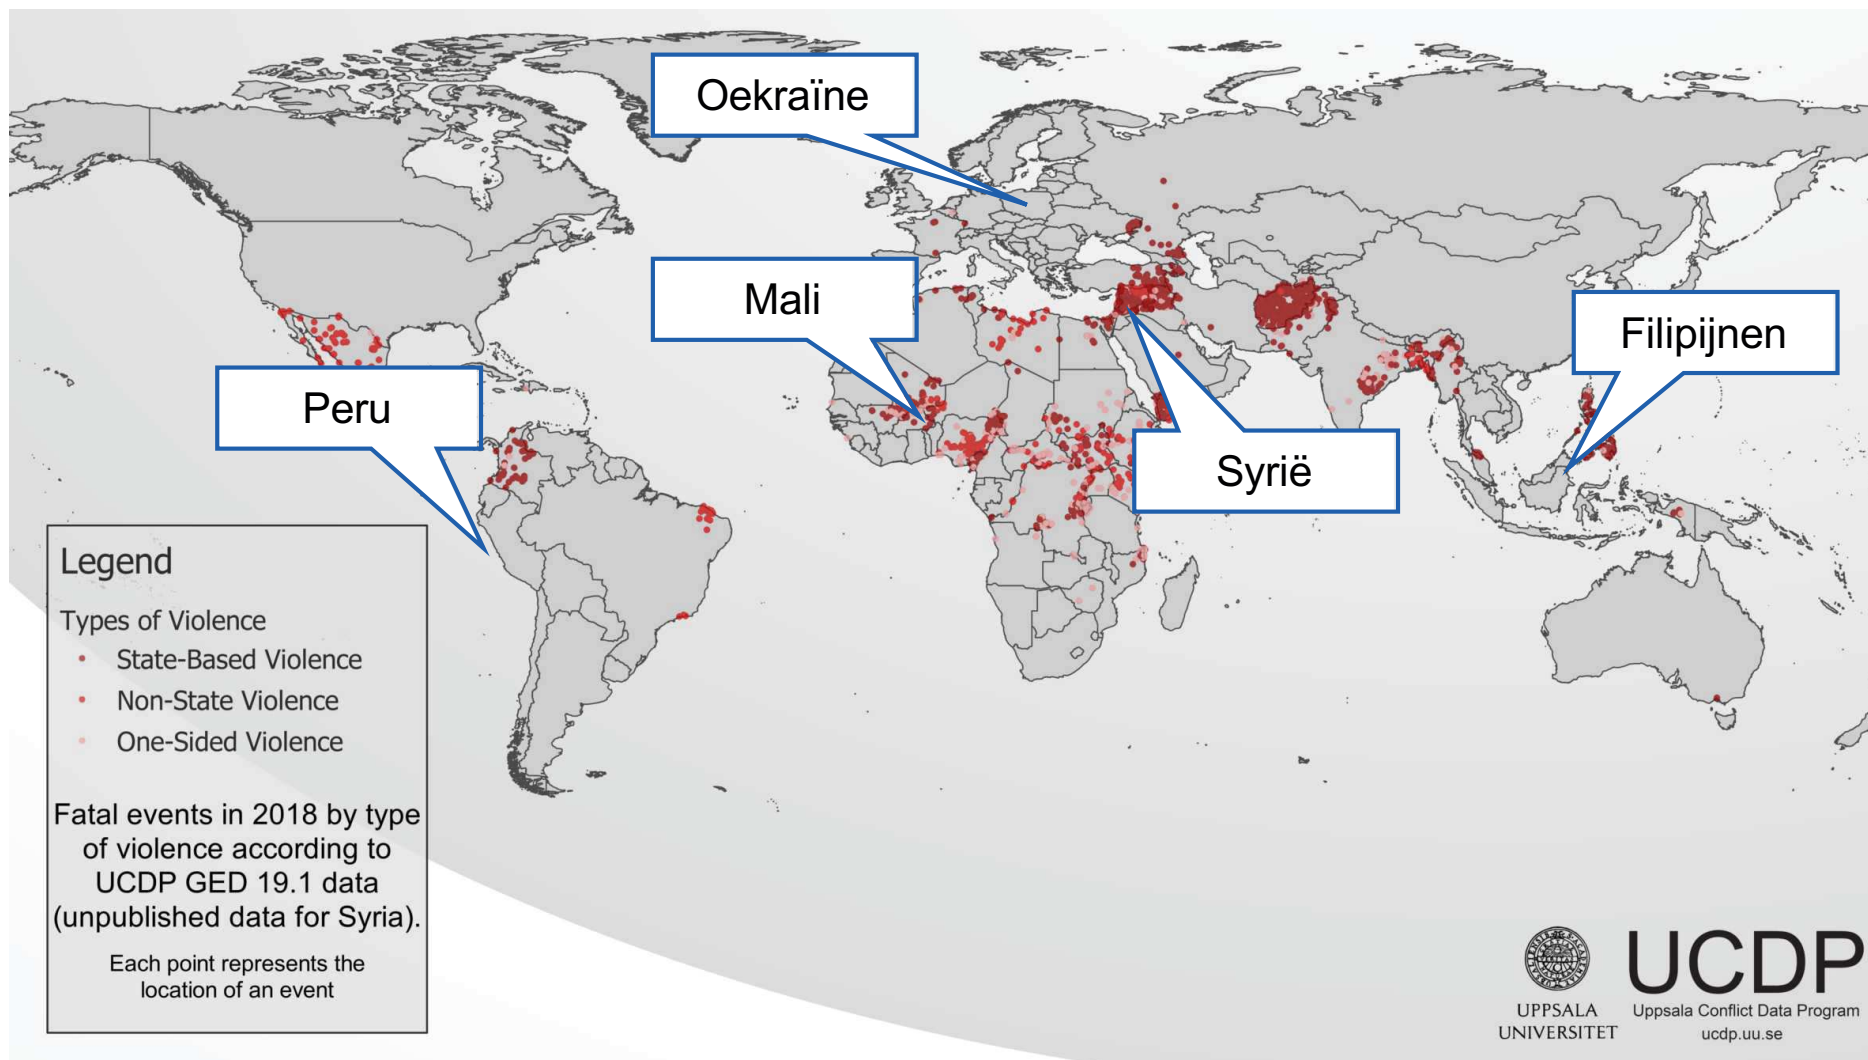 Oekraïne
Mali
Filipijnen
Peru
Syrië
Legend
Types of Violence
State-Based Violence
Non-State Violence
One-Sided Violence
Fatal events in 2018 by type
of violence according to
UCDP GED 19.1 data
(unpublished data for Syria).
Each point represents the
location of an event
UPPSALA
UNIVERSITET
UCDP
Uppsala Conflict Data Program
ucdp.uu.se